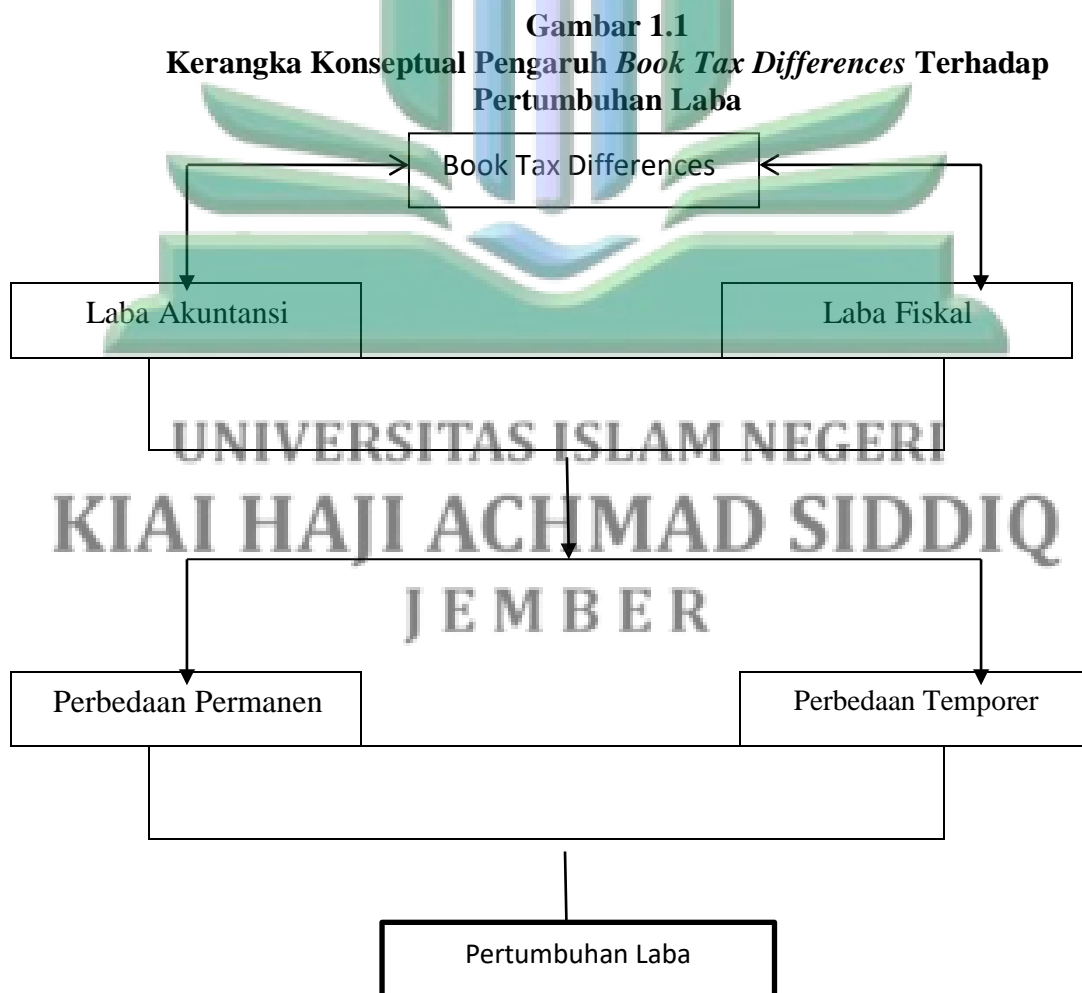 Gambar 1.1
Kerangka Konseptual Pengaruh Book Tax Differences Terhadap
Pertumbuhan Laba
Book Tax Differences
Laba Akuntansi
Laba Fiskal
UNIVERSITAS ISLAM NEGERI
KIAI HAJI ACHMAD SIDDIQ
JEMBER
Perbedaan Permanen
Perbedaan Temporer
Pertumbuhan Laba